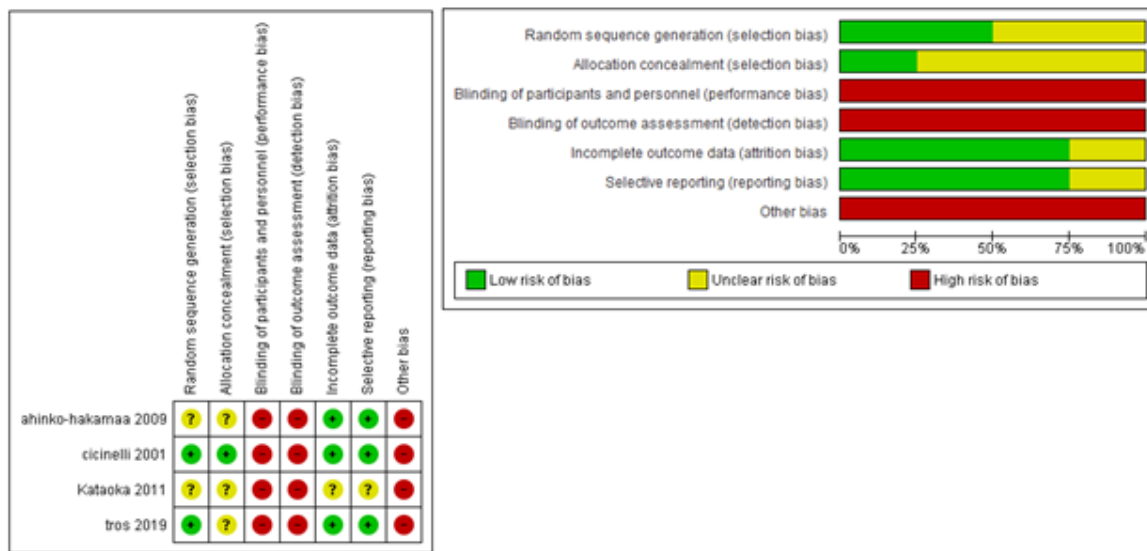 Random sequence generation (selection bias)
Allocation concealment (selection bias)
Blinding of participants and personnel (performance bias)
Blinding of outcome assessment (detection bias)
Incomplete outcome data (attrition bias)
Selective reporting (reporting bias)
Other bias
ahinko-hakamaa 2009 ? ? - - + + -
cicinelli 2001 + + - - + + -
Kataoka 2011 ? ? - - ? ? -
tros 2019 + ? - - + + -
Random sequence generation (selection bias)
Allocation concealment (selection bias)
Blinding of participants and personnel (performance bias)
Blinding of outcome assessment (detection bias)
Incomplete outcome data (attrition bias)
Selective reporting (reporting bias)
Other bias
0% 25% 50% 75% 100%
Low risk of bias Unclear risk of bias High risk of bias